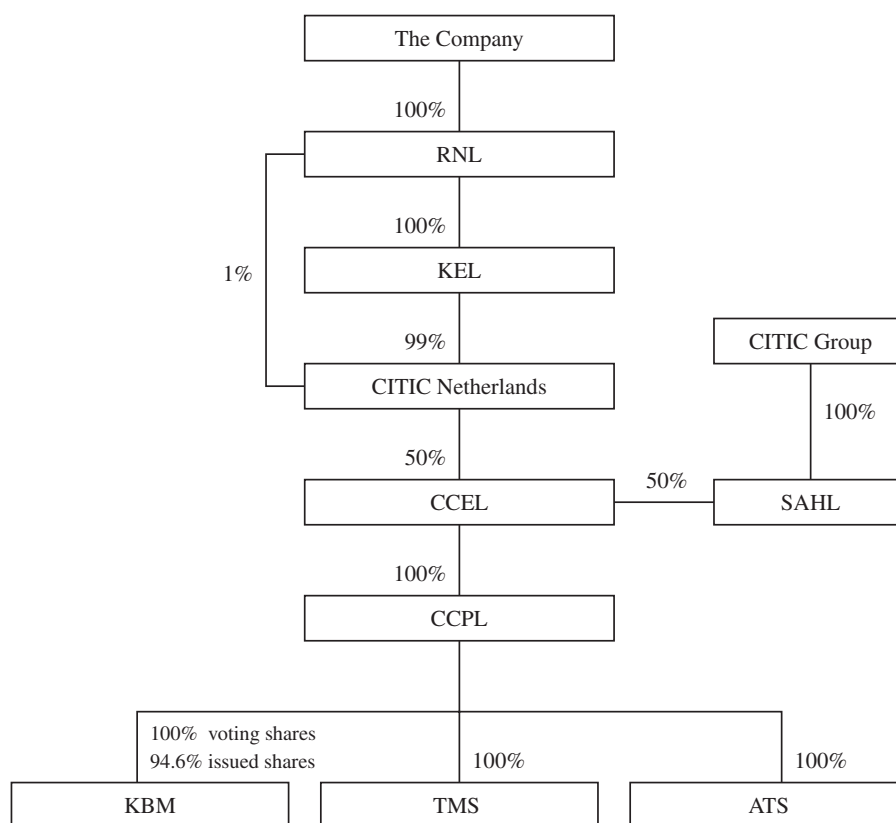 The Company
100%
RNL
100%
1%
KEL
99%
CITIC Group
CITIC Netherlands
100%
50%
50%
CCEL
SAHL
100%
CCPL
100% voting shares
94.6% issued shares
100%
100%
KBM
TMS
ATS